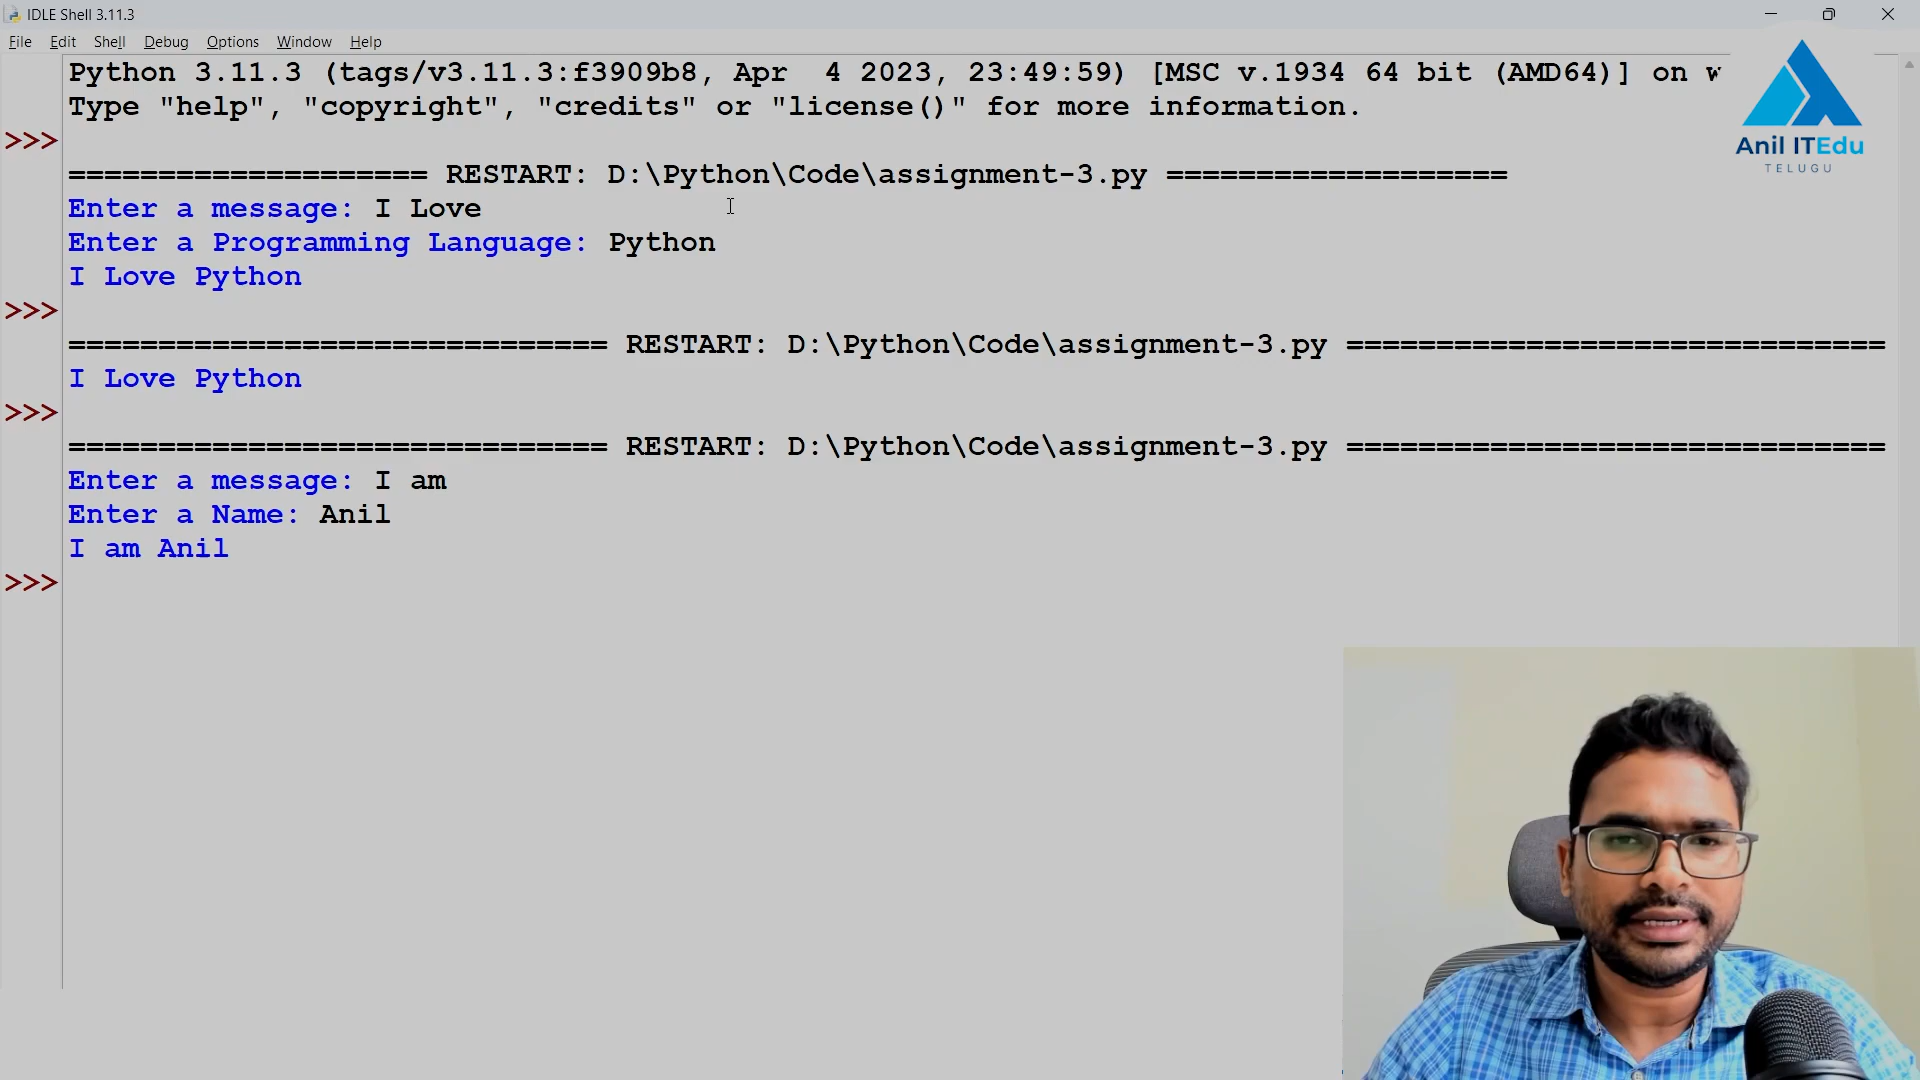 IDLE Shell 3.11.3
File Edit Shell Debug Options Window Help
Python 3.11.3 (tags/v3.11.3:f3909b8, Apr  4 2023, 23:49:59) [MSC v.1934 64 bit (AMD64)] on w
Type "help", "copyright", "credits" or "license()" for more information.
Anil ITEdu
TELUGU
>>>
==================== RESTART: D:\Python\Code\assignment-3.py ===================
Enter a message: I Love
Enter a Programming Language: Python
I Love Python
>>>
============================== RESTART: D:\Python\Code\assignment-3.py ==============================
I Love Python
>>>
============================== RESTART: D:\Python\Code\assignment-3.py ==============================
Enter a message: I am
Enter a Name: Anil
I am Anil
>>>